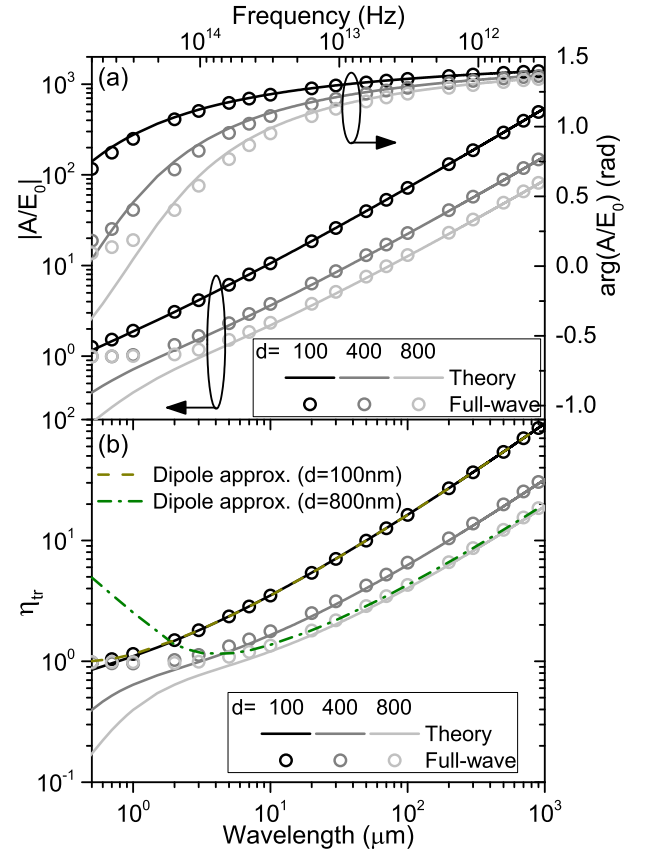 Frequency (Hz)
10^14 10^13 10^12
(a)
10^3
10^2
10^1
10^0
|A/E_0|
1.5
1.0
0.5
0.0
-0.5
-1.0
arg(A/E_0) (rad)
d= 100 400 800
Theory
Full-wave
10^2
(b)
Dipole approx. (d=100nm)
Dipole approx. (d=800nm)
10^1
10^0
10^-1
η_tr
d= 100 400 800
Theory
Full-wave
10^0 10^1 10^2 10^3
Wavelength (μm)